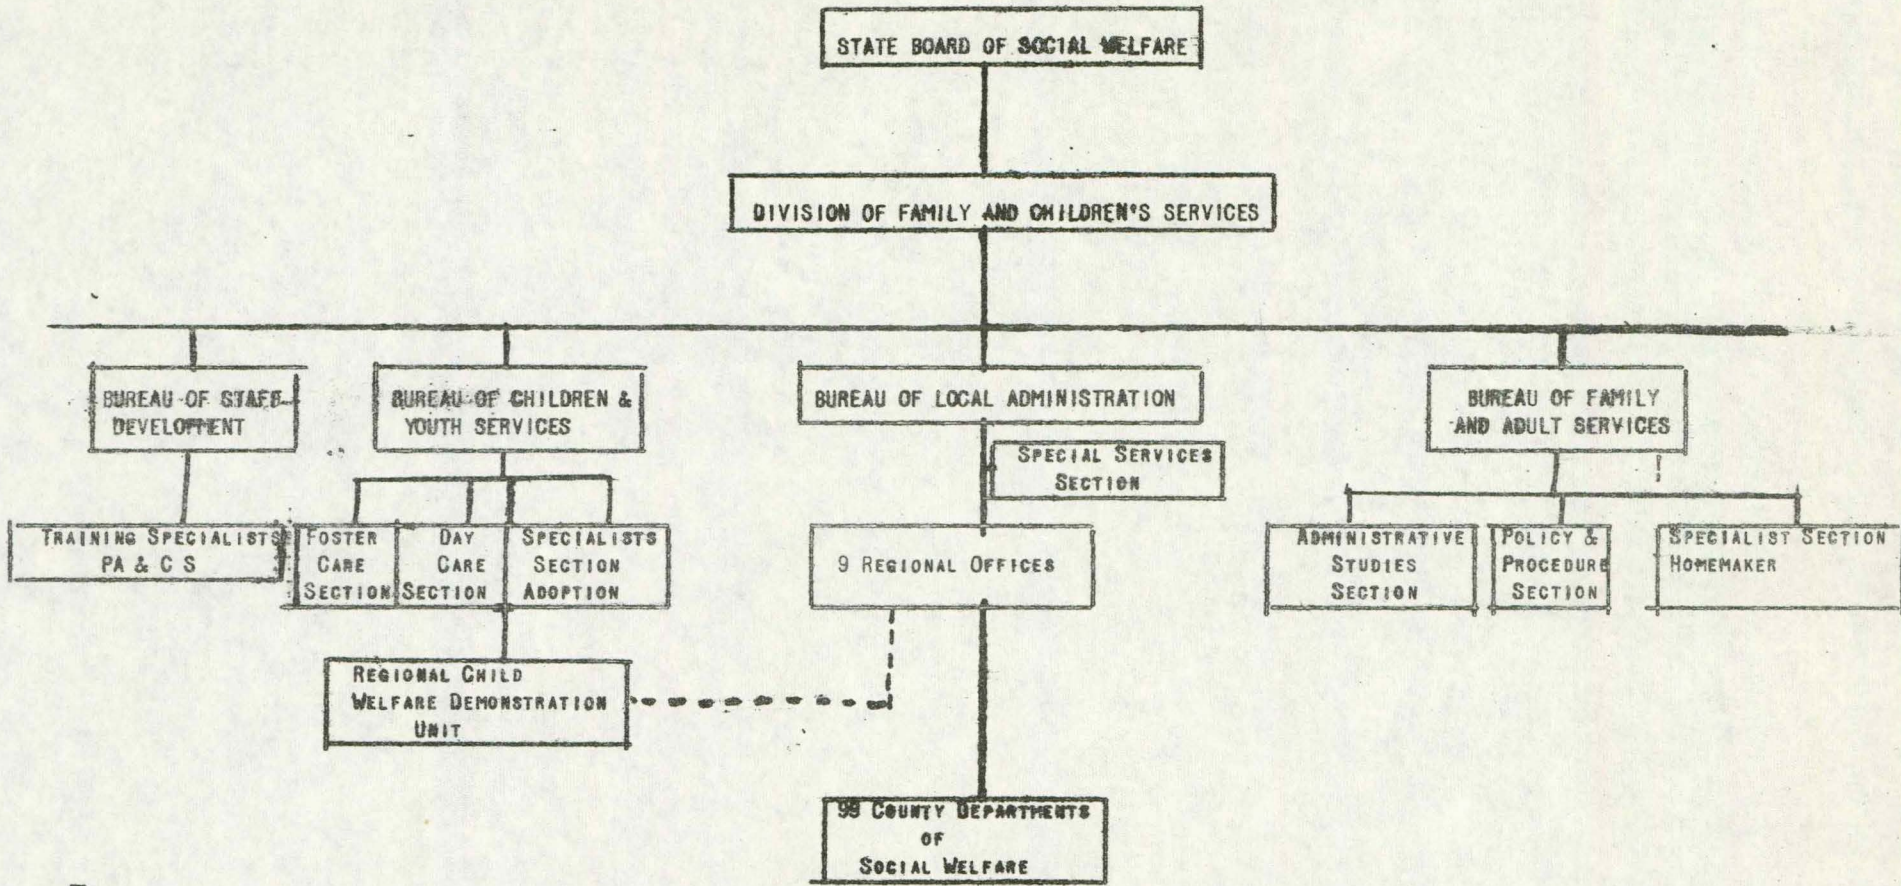 STATE BOARD OF SOCIAL WELFARE
DIVISION OF FAMILY AND CHILDREN'S SERVICES
BUREAU OF STAFF
DEVELOPMENT
BUREAU OF CHILDREN &
YOUTH SERVICES
BUREAU OF LOCAL ADMINISTRATION
BUREAU OF FAMILY
AND ADULT SERVICES
SPECIAL SERVICES
SECTION
TRAINING SPECIALISTS
PA & C S
FOSTER
CARE
SECTION
DAY
CARE
SECTION
SPECIALISTS
SECTION
ADOPTION
9 REGIONAL OFFICES
ADMINISTRATIVE
STUDIES
SECTION
POLICY &
PROCEDURE
SECTION
SPECIALIST SECTION
HOMEMAKER
REGIONAL CHILD
WELFARE DEMONSTRATION
UNIT
99 COUNTY DEPARTMENTS
OF
SOCIAL WELFARE